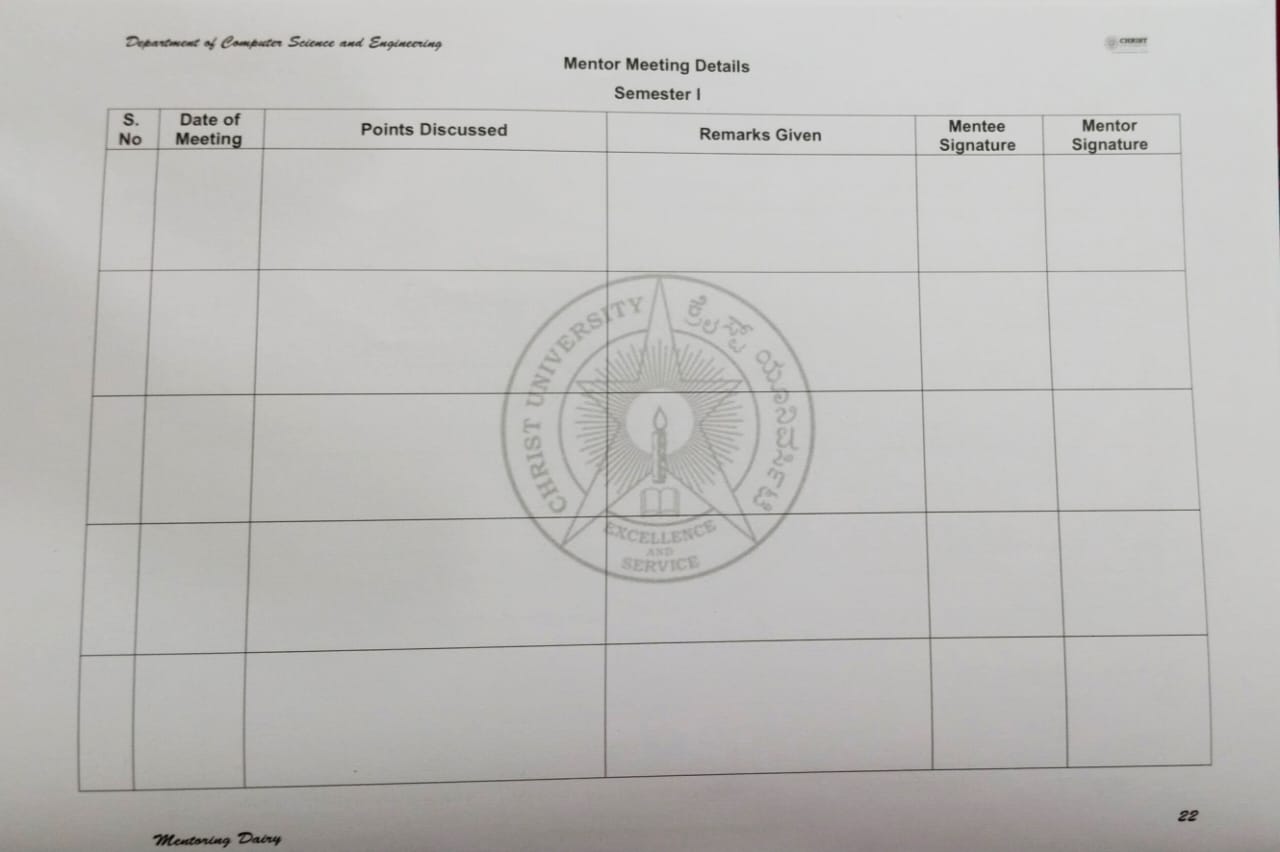 Department of Computer Science and Engineering
CHRIST
Mentor Meeting Details
Semester I
S. No
Date of Meeting
Points Discussed
Remarks Given
Mentee Signature
Mentor Signature
CHRIST UNIVERSITY
ಕ್ರೈಸ್ಟ್ ಯೂನಿವರ್ಸಿಟಿ
EXCELLENCE
AND
SERVICE
22
Mentoring Dairy